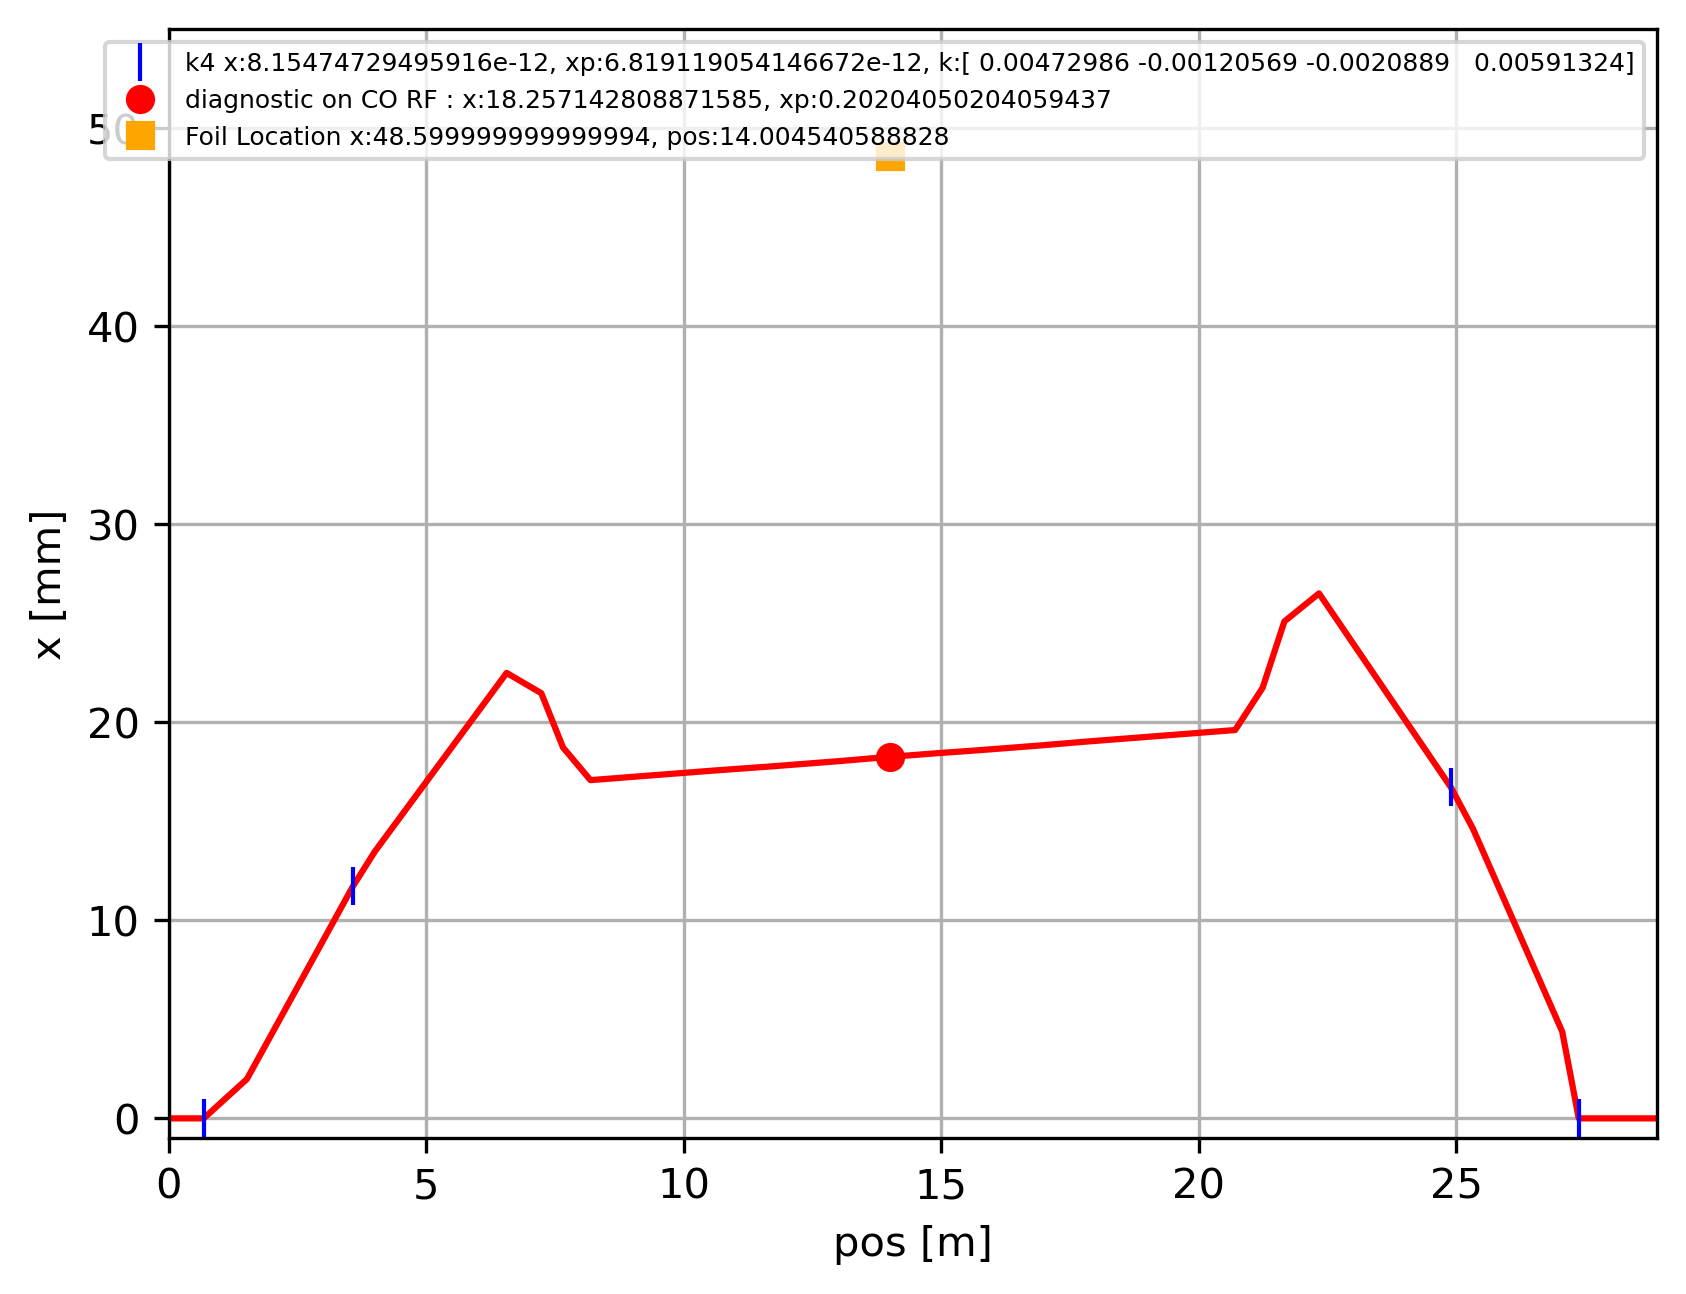 k4 x:8.15474729495916e-12, xp:6.819119054146672e-12, k:[ 0.00472986 -0.00120569 -0.0020889   0.00591324]
diagnostic on CO RF : x:18.257142808871585, xp:0.20204050204059437
Foil Location x:48.599999999999994, pos:14.004540588828
50
40
30
20
10
0
x [mm]
0 5 10 15 20 25
pos [m]